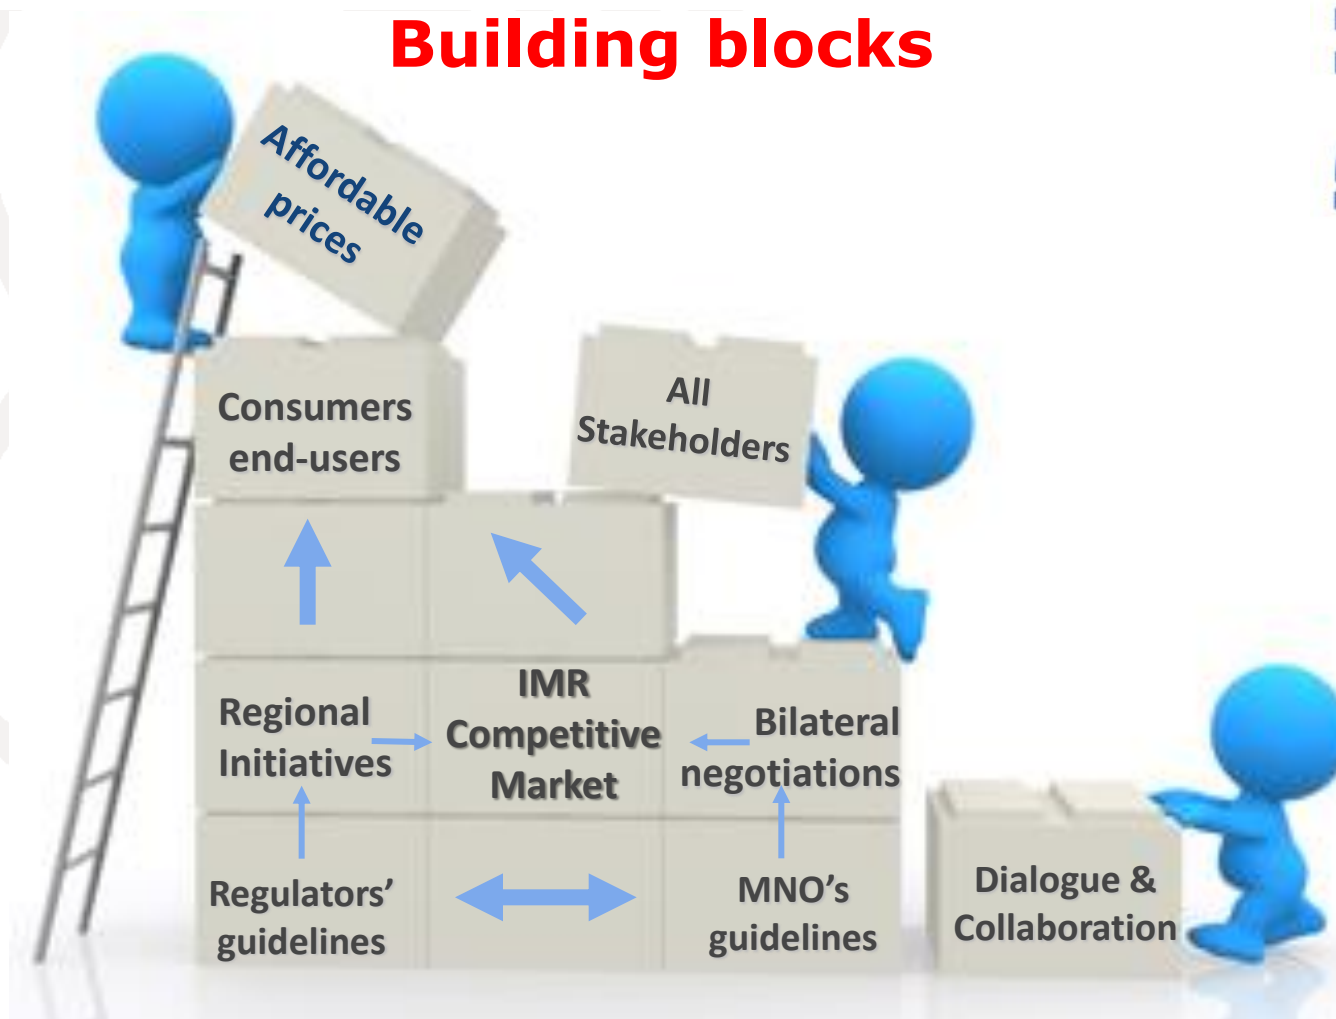 Building blocks
Affordable
prices
Consumers
end-users
All
Stakeholders
Regional
Initiatives
IMR
Competitive
Market
Bilateral
negotiations
Regulators’
guidelines
MNO’s
guidelines
Dialogue &
Collaboration